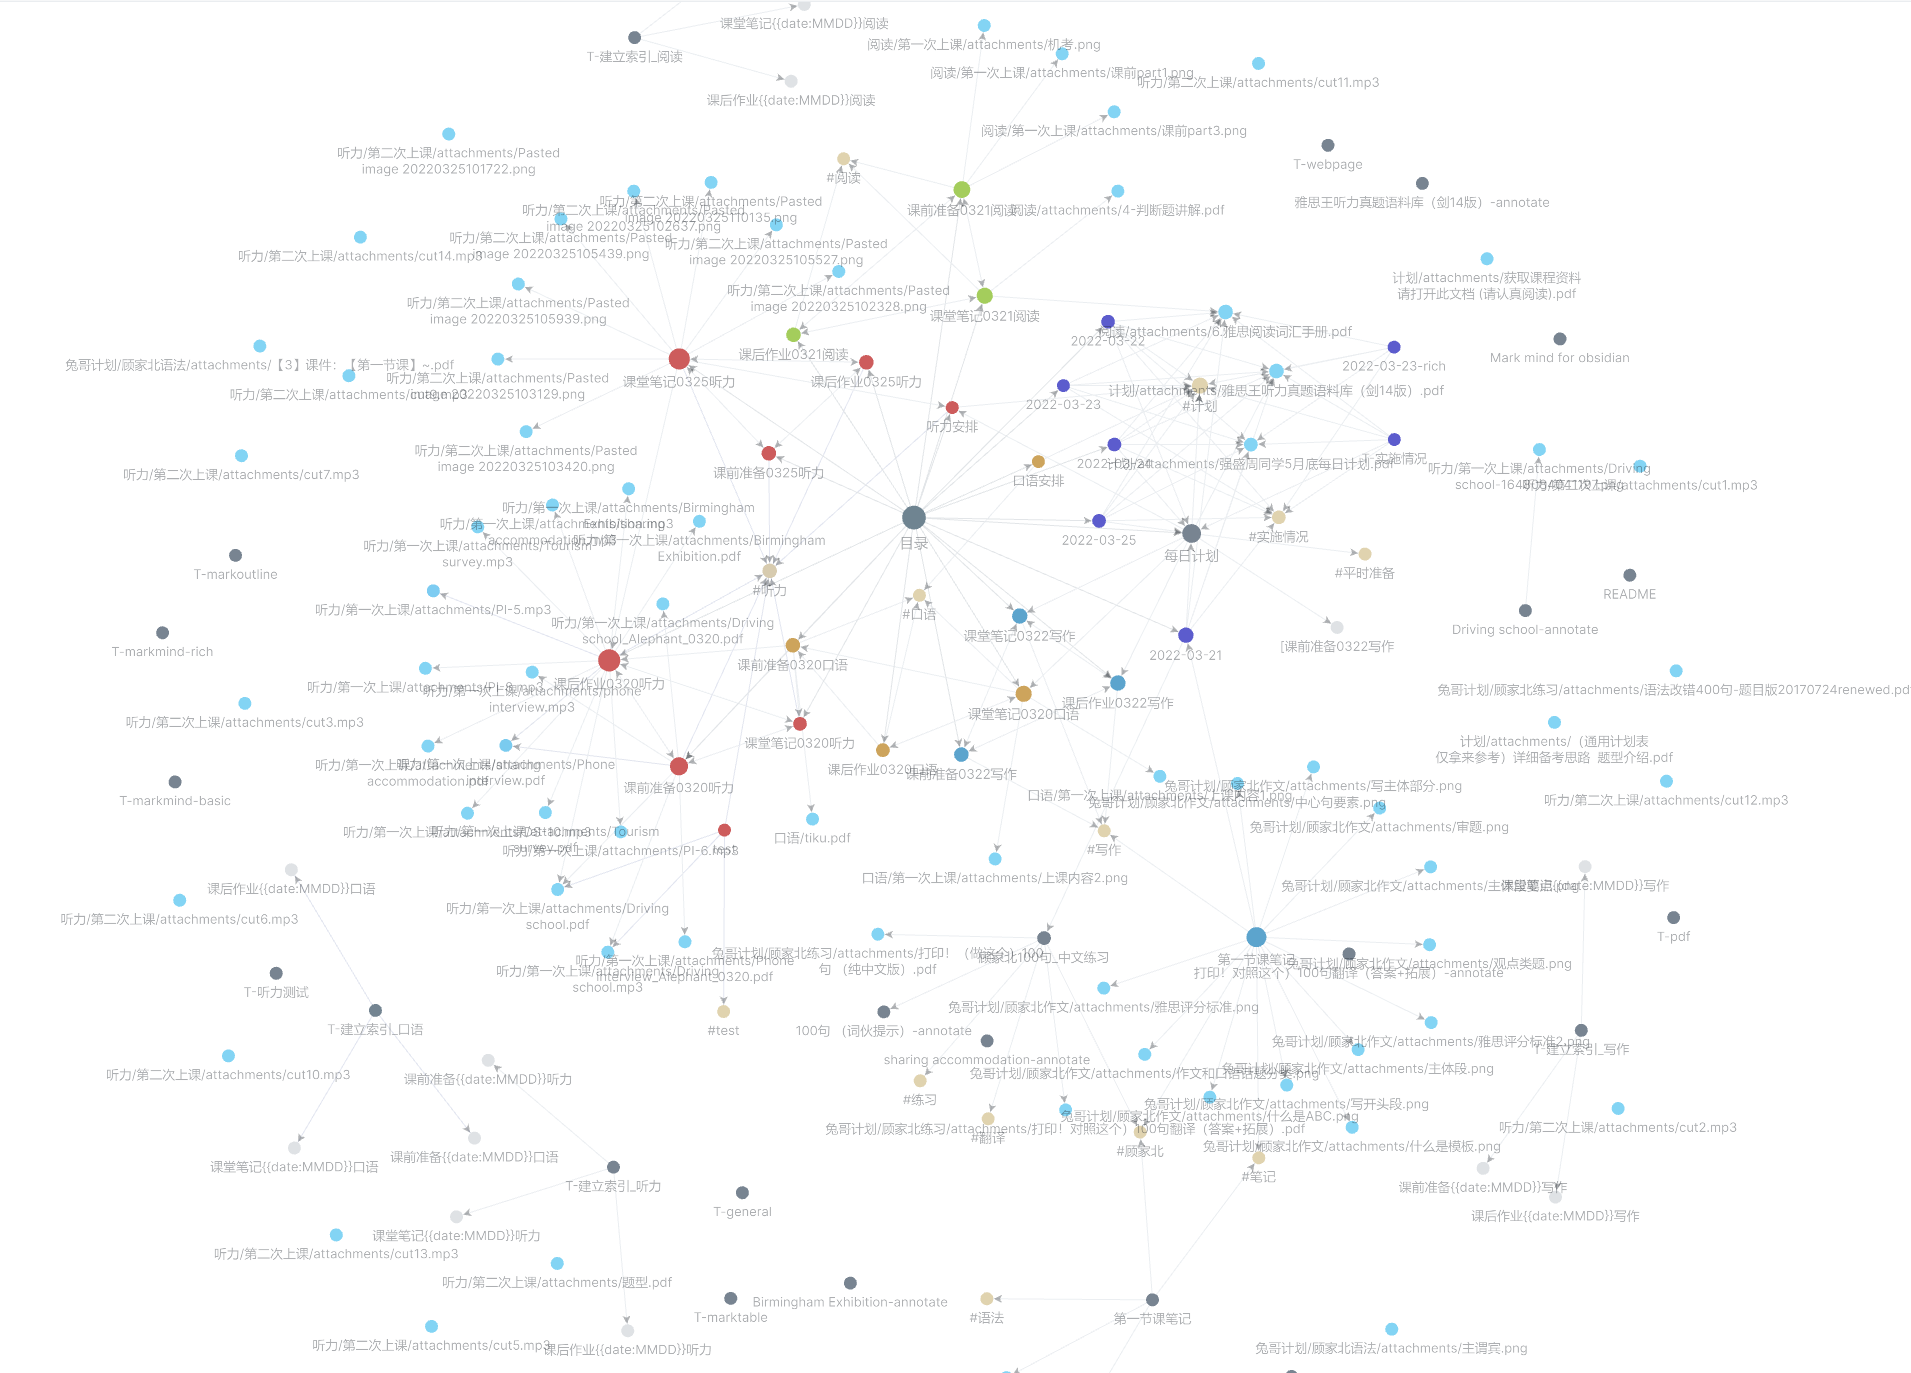 课堂笔记{{date:MMDD}}阅读
阅读/第一次上课/attachments/机考.png
T-建立索引_阅读
阅读/第一次上课/attachments/课前part1.png
听力/第二次上课/attachments/cut11.mp3
课后作业{{date:MMDD}}阅读
阅读/第一次上课/attachments/课前part3.png
听力/第二次上课/attachments/Pasted
image 20220325101722.png
T-webpage
#阅读
听力/第二次上课/attachments/Pasted
image 20220325110135.png
听力/第二次上课/attachments/Pasted
image 20220325102637.png
课前准备0321阅读
阅读/attachments/4-判断题讲解.png
雅思王听力真题语料库（剑14版）-annotate
听力/第二次上课/attachments/Pasted
image 20220325105439.png
听力/第二次上课/attachments/Pasted
image 20220325105527.png
听力/第二次上课/attachments/cut14.mp3
计划/attachments/获取课程资料
请打开此文档 (请认真阅读).pdf
听力/第二次上课/attachments/Pasted
image 20220325102328.png
听力/第二次上课/attachments/Pasted
image 20220325105939.png
课堂笔记0321阅读
阅读/attachments/6.雅思阅读词汇手册.pdf
2022-03-22
课后作业0321阅读
Mark mind for obsidian
兔哥计划/顾家北语法/attachments/【3】课件：【第一节课】~.pdf
2022-03-23-rich
听力/第二次上课/attachments/Pasted
image 20220325103129.png
课堂笔记0325听力
课后作业0325听力
听力/第二次上课/attachments/cut9.mp3
计划/attachments/雅思王听力真题语料库（剑14版）.pdf
2022-03-23
#计划
听力安排
听力/第二次上课/attachments/Pasted
image 20220325103420.png
T-实施情况
2022-03-24
计划/attachments/强盛周同学5月底每日计划.pdf
听力/第二次上课/attachments/cut7.mp3
课前准备0325听力
口语安排
听力/第一次上课/attachments/Driving
听力/第二次上课/attachments/cut1.mp3
听力/第一次上课/attachments/Birmingham
Exhibition.mp3
听力/第一次上课/attachments/sharing
accommodation.mp3
听力/第一次上课/attachments/Birmingham
Exhibition.pdf
听力/第一次上课/attachments/Tourism
survey.mp3
目录
2022-03-25
#实施情况
每日计划
T-markoutline
#平时准备
#听力
README
听力/第一次上课/attachments/PI-5.mp3
#口语
听力/第一次上课/attachments/Driving
school_Alephant_0320.pdf
课堂笔记0322写作
Driving school-annotate
[课前准备0322写作
T-markmind-rich
2022-03-21
课前准备0320口语
课后作业0320听力
听力/第一次上课/attachments/PI-8.mp3
听力/第一次上课/attachments/phone
interview.mp3
兔哥计划/顾家北练习/attachments/语法改错400句-题目版20170724renewed.pd
课后作业0322写作
课堂笔记0320口语
听力/第二次上课/attachments/cut3.mp3
课堂笔记0320听力
计划/attachments/（通用计划表
仅拿来参考）详细备考思路 题型介绍.pdf
听力/第一次上课/attachments/sharing
accommodation.pdf
听力/第一次上课/attachments/Phone
interview.pdf
课后作业0320口语
课前准备0322写作
课前准备0320听力
兔哥计划/顾家北作文/attachments/写主体部分.png
口语/第一次上课/attachments/上课内容1.png
兔哥计划/顾家北作文/attachments/中心句要素.png
T-markmind-basic
听力/第二次上课/attachments/cut12.mp3
兔哥计划/顾家北作文/attachments/审题.png
听力/第一次上课/attachments/DS-10.mp3
听力/第一次上课/attachments/Tourism
survey.pdf
口语/tiku.pdf
听力/第一次上课/attachments/PI-6.mp3
test
#写作
口语/第一次上课/attachments/上课内容2.png
课后作业{{date:MMDD}}口语
兔哥计划/顾家北作文/attachments/主体段要点.png
课堂笔记{{date:MMDD}}写作
听力/第一次上课/attachments/Driving
school.pdf
听力/第二次上课/attachments/cut6.mp3
T-pdf
兔哥计划/顾家北练习/attachments/打印！（做这个）100
句 （纯中文版）.pdf
顾家北100句_中文练习
第一节课笔记
兔哥计划/顾家北作文/attachments/观点类题.png
打印！对照这个）100句翻译（答案+拓展）-annotate
听力/第一次上课/attachments/Phone
interview_Alephant_0320.pdf
听力/第一次上课/attachments/Driving
school.mp3
T-听力测试
兔哥计划/顾家北作文/attachments/雅思评分标准.png
T-建立索引_口语
#test
100句 （词伙提示）-annotate
兔哥计划/顾家北作文/attachments/雅思评分标准2.png
T-建立索引_写作
sharing accommodation-annotate
听力/第二次上课/attachments/cut10.mp3
课前准备{{date:MMDD}}听力
兔哥计划/顾家北作文/attachments/作文和口语话题分类.png
兔哥计划/顾家北作文/attachments/主体段.png
#练习
兔哥计划/顾家北作文/attachments/写开头段.png
兔哥计划/顾家北作文/attachments/什么是ABC.png
兔哥计划/顾家北练习/attachments/打印！对照这个）100句翻译（答案+拓展）.pdf
#翻译
听力/第二次上课/attachments/cut2.mp3
兔哥计划/顾家北作文/attachments/什么是模板.png
#顾家北
课前准备{{date:MMDD}}口语
课堂笔记{{date:MMDD}}口语
#笔记
T-建立索引_听力
课前准备{{date:MMDD}}写作
T-general
课后作业{{date:MMDD}}写作
课堂笔记{{date:MMDD}}听力
听力/第二次上课/attachments/cut13.mp3
听力/第二次上课/attachments/题型.pdf
Birmingham Exhibition-annotate
T-marktable
#语法
第一节课笔记
听力/第二次上课/attachments/cut5.mp3
课后作业{{date:MMDD}}听力
兔哥计划/顾家北语法/attachments/主谓宾.png